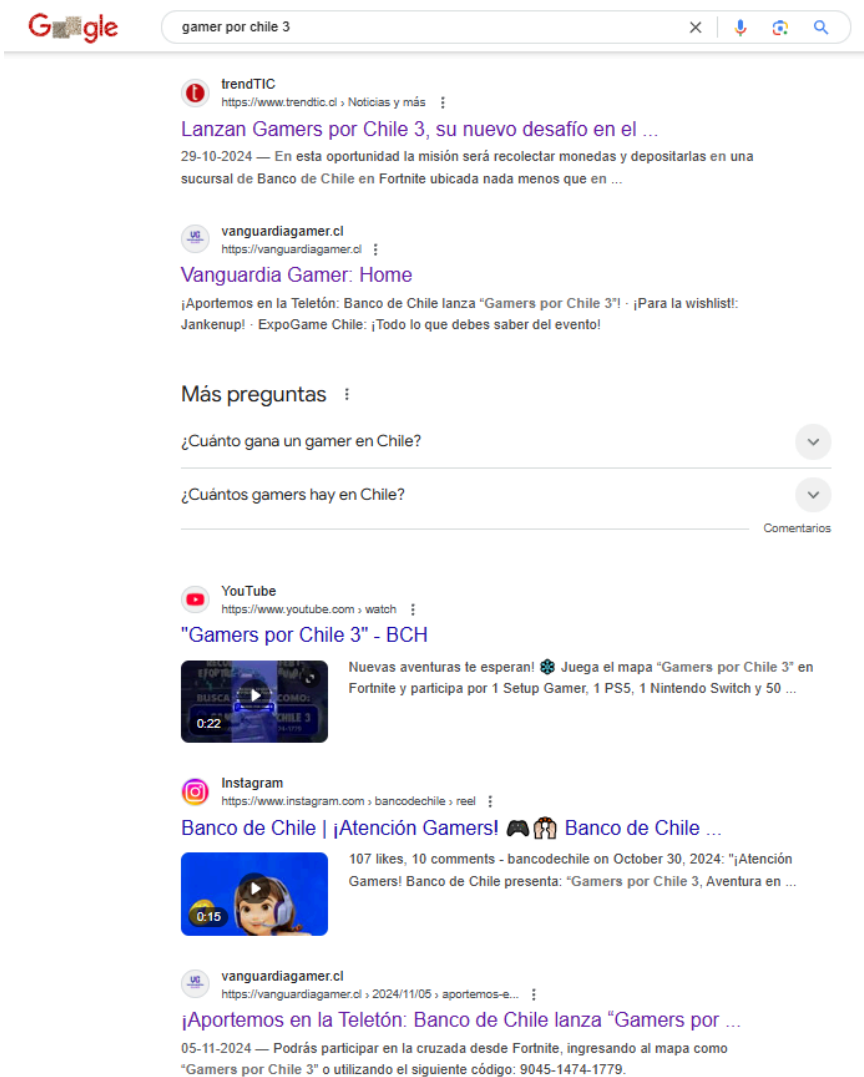 gamer por chile 3
trendTIC
https://www.trendtic.cl › Noticias y más
Lanzan Gamers por Chile 3, su nuevo desafío en el ...
29-10-2024 — En esta oportunidad la misión será recolectar monedas y depositarlas en una
sucursal de Banco de Chile en Fortnite ubicada nada menos que en ...
VG
vanguardiagamer.cl
https://vanguardiagamer.cl
Vanguardia Gamer: Home
¡Aportemos en la Teletón: Banco de Chile lanza “Gamers por Chile 3”! · ¡Para la wishlist!:
Jankenup! · ExpoGame Chile: ¡Todo lo que debes saber del evento!
Más preguntas
¿Cuánto gana un gamer en Chile?
¿Cuántos gamers hay en Chile?
Comentarios
YouTube
https://www.youtube.com › watch
"Gamers por Chile 3" - BCH
Nuevas aventuras te esperan! Juega el mapa “Gamers por Chile 3” en
Fortnite y participa por 1 Setup Gamer, 1 PS5, 1 Nintendo Switch y 50 ...
BUSCA COMO:
CHILE 3
0:22
Instagram
https://www.instagram.com › bancodechile › reel
Banco de Chile | ¡Atención Gamers! 🎮 Banco de Chile ...
107 likes, 10 comments - bancodechile on October 30, 2024: "¡Atención
Gamers! Banco de Chile presenta: “Gamers por Chile 3, Aventura en ...
0:15
VG
vanguardiagamer.cl
https://vanguardiagamer.cl › 2024/11/05 › aportemos-e...
¡Aportemos en la Teletón: Banco de Chile lanza “Gamers por ...
05-11-2024 — Podrás participar en la cruzada desde Fortnite, ingresando al mapa como
“Gamers por Chile 3” o utilizando el siguiente código: 9045-1474-1779.